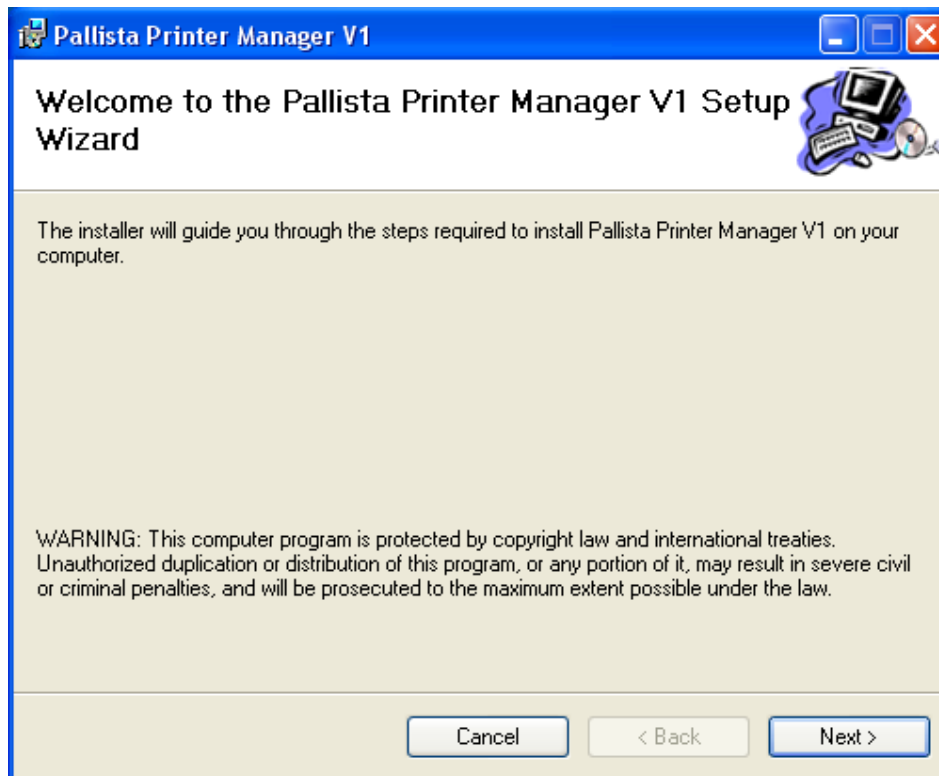 Pallista Printer Manager V1
Welcome to the Pallista Printer Manager V1 Setup
Wizard
The installer will guide you through the steps required to install Pallista Printer Manager V1 on your
computer.
WARNING: This computer program is protected by copyright law and international treaties.
Unauthorized duplication or distribution of this program, or any portion of it, may result in severe civil
or criminal penalties, and will be prosecuted to the maximum extent possible under the law.
Cancel
< Back
Next >